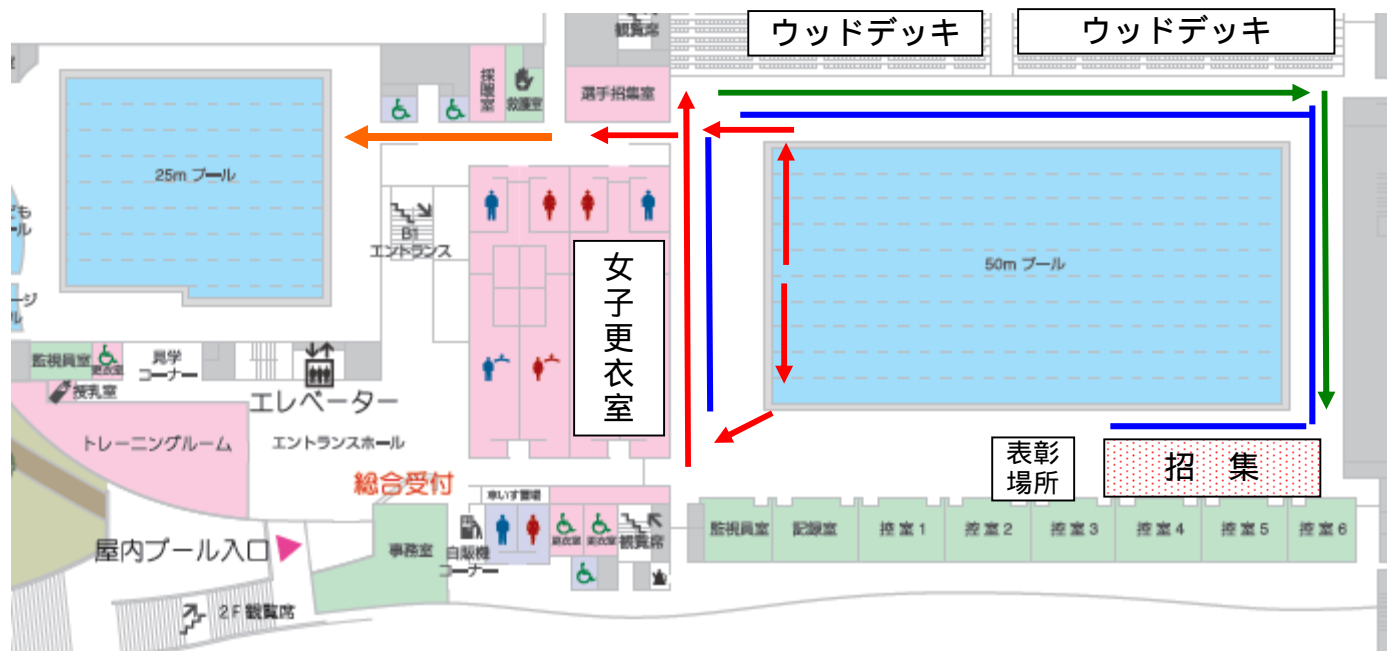 観覧席
ウッドデッキ
ウッドデッキ
採暖室
救護室
選手招集室
25m プール
50m プール
B1
エントランス
女子更衣室
監視員室
更衣室
見学
コーナー
授乳室
エレベーター
トレーニングルーム
エントランスホール
総合受付
表彰
場所
招 集
車いす置場
屋内プール入口
事務室
自販機
コーナー
更衣室
更衣室
観覧席
監視員室
記録室
控室1
控室2
控室3
控室4
控室5
控室6
2F観覧席